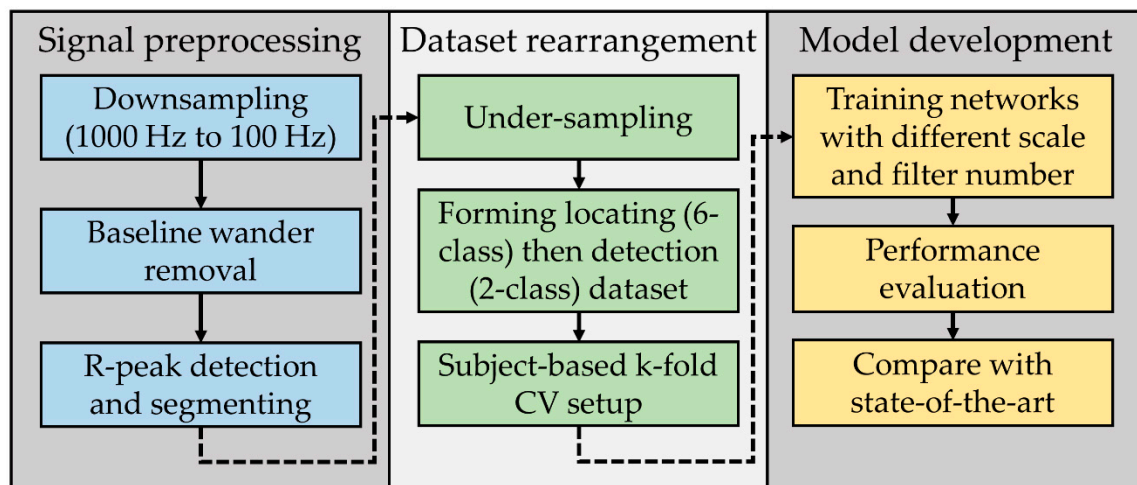 Signal preprocessing
Downsampling
(1000 Hz to 100 Hz)
Baseline wander
removal
R-peak detection
and segmenting
Dataset rearrangement
Under-sampling
Forming locating (6-
class) then detection
(2-class) dataset
Subject-based k-fold
CV setup
Model development
Training networks
with different scale
and filter number
Performance
evaluation
Compare with
state-of-the-art